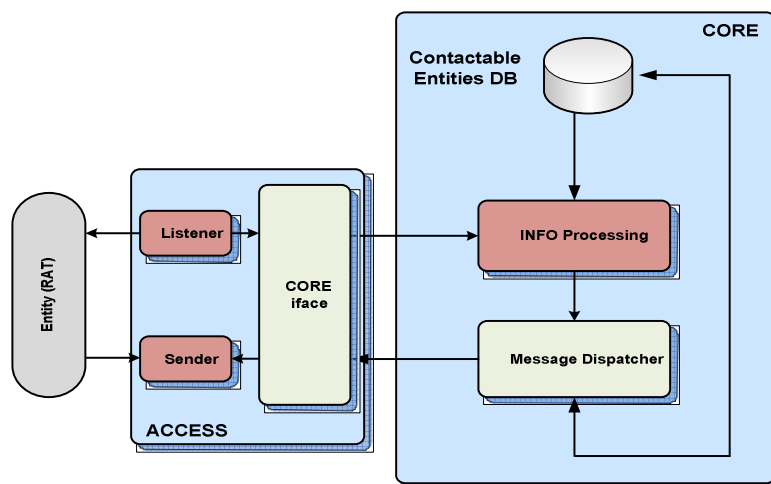 CORE
Contactable
Entities DB
Entity (RAT)
Listener
CORE
iface
INFO Processing
Sender
Message Dispatcher
ACCESS